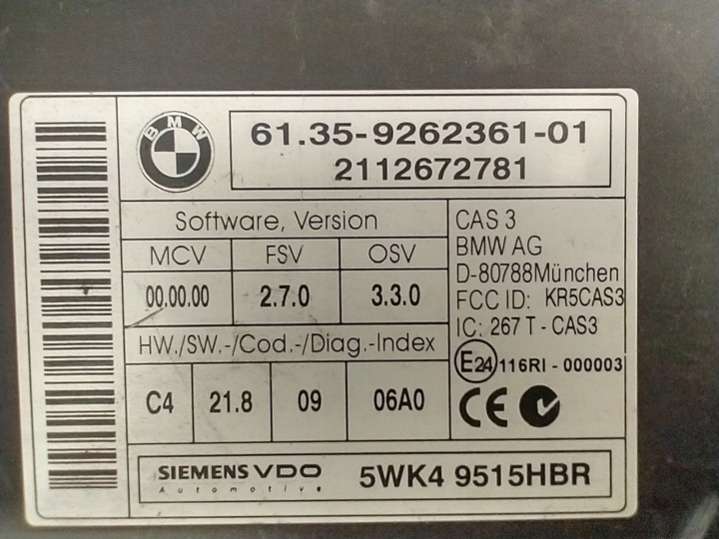 BMW
61.35-9262361-01
2112672781
Software, Version
MCV FSV OSV
00.00.00 2.7.0 3.3.0
HW./SW.-/Cod.-/Diag.-Index
C4 21.8 09 06A0
CAS 3
BMW AG
D-80788München
FCC ID: KR5CAS3
IC: 267 T - CAS3
E24 116RI - 000003
CE
SIEMENS VDO
Automotive
5WK4 9515HBR